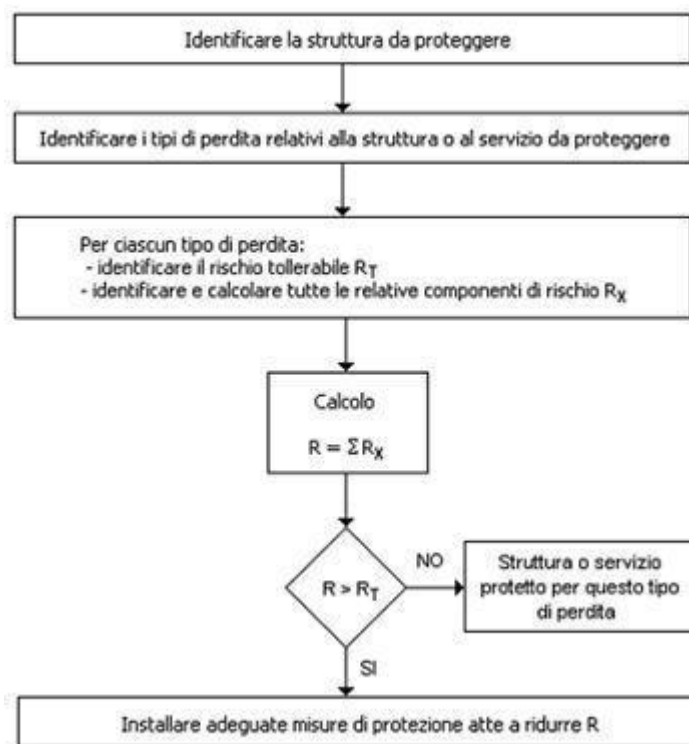 Identificare la struttura da proteggere
Identificare i tipi di perdita relativi alla struttura o al servizio da proteggere
Per ciascun tipo di perdita:
- identificare il rischio tollerabile RT
- identificare e calcolare tutte le relative componenti di rischio RX
Calcolo
R = ΣRX
R > RT
NO
Struttura o servizio
protetto per questo tipo
di perdita
SI
Installare adeguate misure di protezione atte a ridurre R